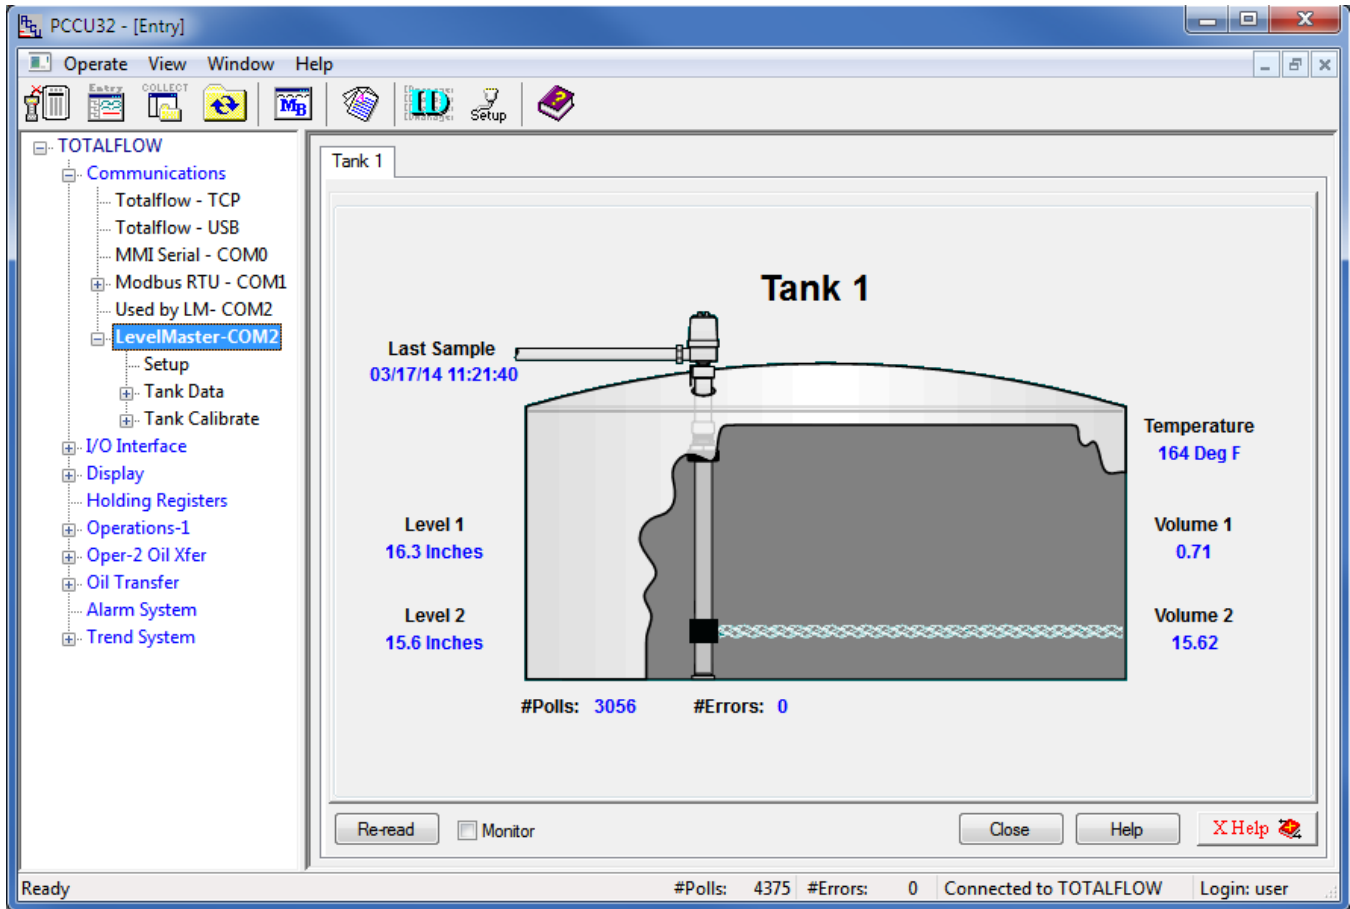 PCCU32 - [Entry]
Operate View Window Help
Entry
COLLECT
MB
ID
Setup
TOTALFLOW
Communications
Totalflow - TCP
Totalflow - USB
MMI Serial - COM0
Modbus RTU - COM1
Used by LM- COM2
LevelMaster-COM2
Setup
Tank Data
Tank Calibrate
I/O Interface
Display
Holding Registers
Operations-1
Oper-2 Oil Xfer
Oil Transfer
Alarm System
Trend System
Tank 1
Tank 1
Last Sample
03/17/14 11:21:40
Temperature
164 Deg F
Level 1
16.3 Inches
Volume 1
0.71
Level 2
15.6 Inches
Volume 2
15.62
#Polls: 3056 #Errors: 0
Re-read Monitor Close Help X Help
Ready #Polls: 4375 #Errors: 0 Connected to TOTALFLOW Login: user